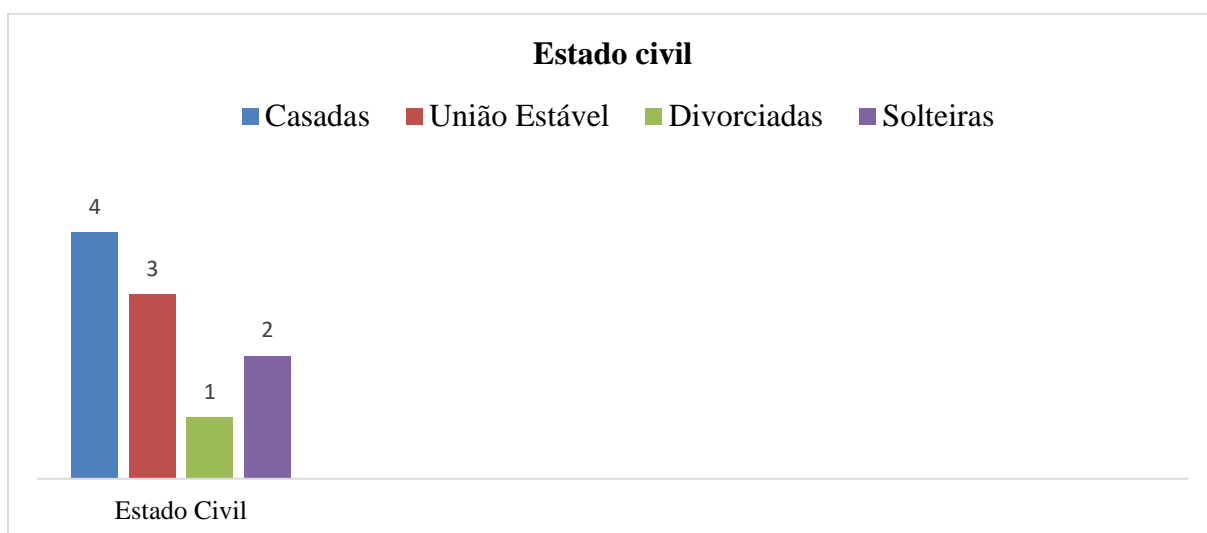 Estado civil
Casadas União Estável Divorciadas Solteiras
4
3
1
2
Estado Civil